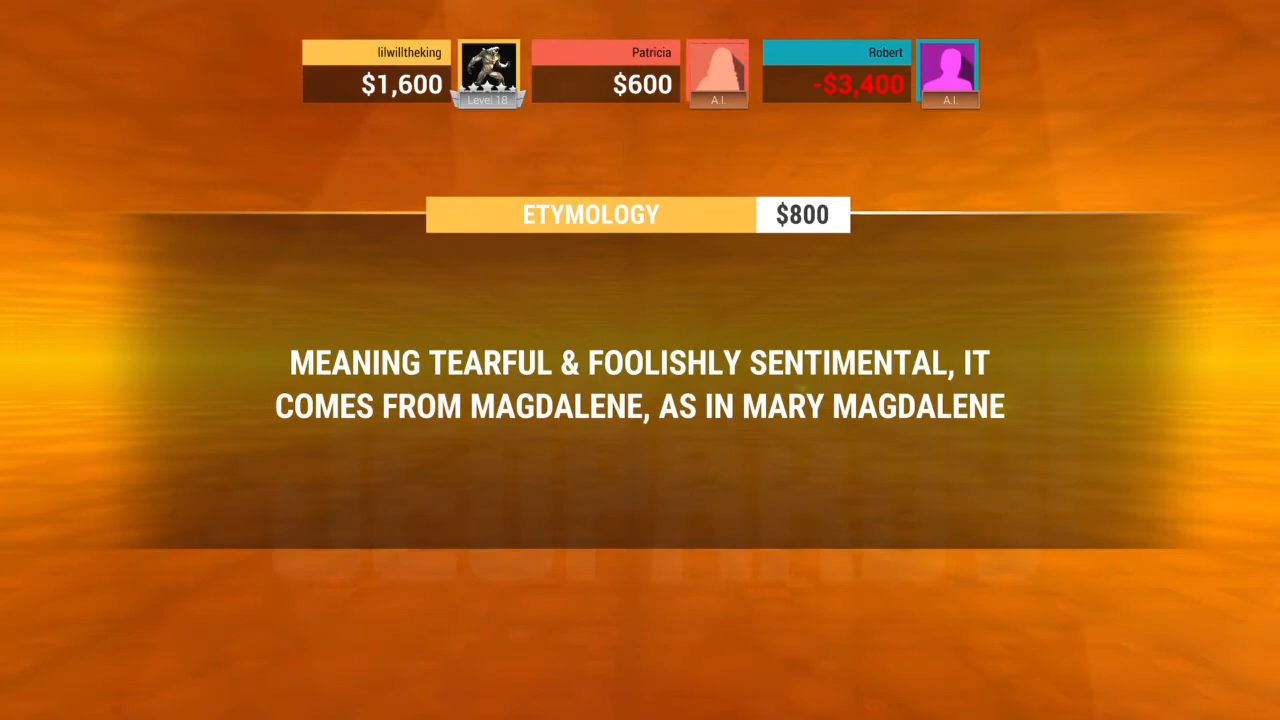 lilwilltheking
$1,600
Level 18
Patricia
$600
A.I.
Robert
-$3,400
A.I.
ETYMOLOGY $800
MEANING TEARFUL & FOOLISHLY SENTIMENTAL, IT
COMES FROM MAGDALENE, AS IN MARY MAGDALENE